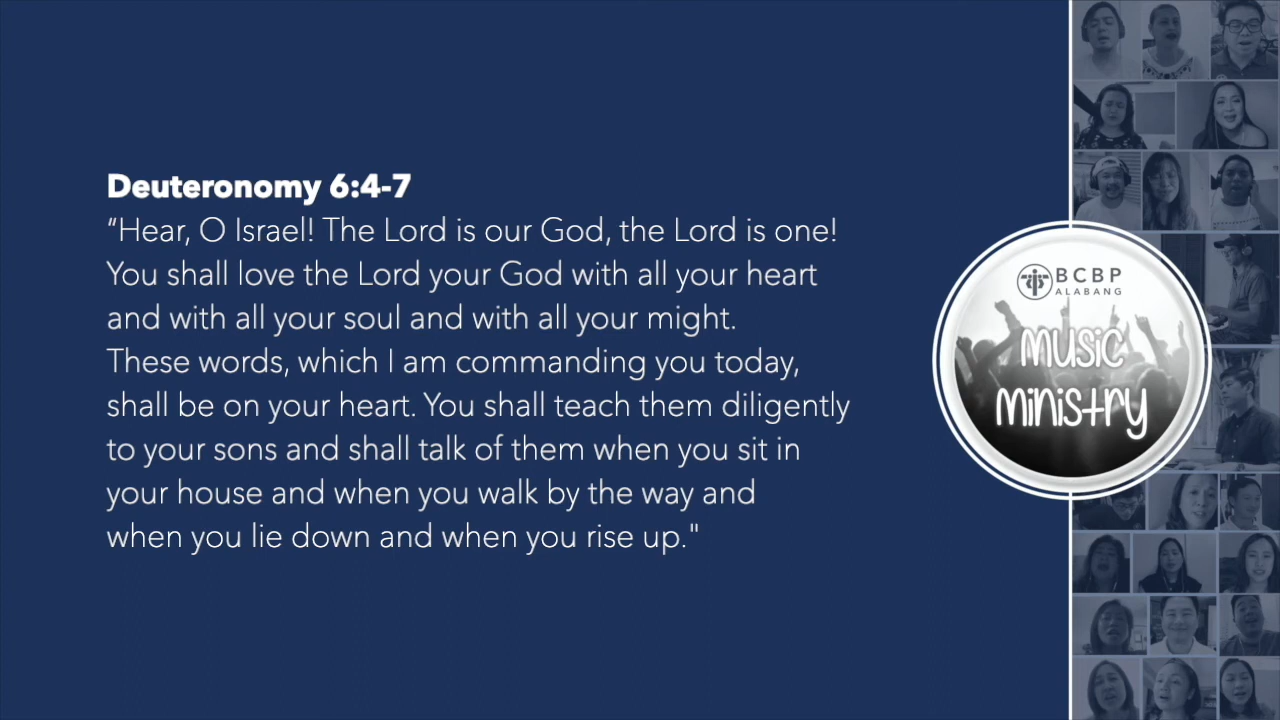 Deuteronomy 6:4-7
“Hear, O Israel! The Lord is our God, the Lord is one!
You shall love the Lord your God with all your heart
and with all your soul and with all your might.
These words, which I am commanding you today,
shall be on your heart. You shall teach them diligently
to your sons and shall talk of them when you sit in
your house and when you walk by the way and
when you lie down and when you rise up."
BCBP
ALABANG
music
ministry